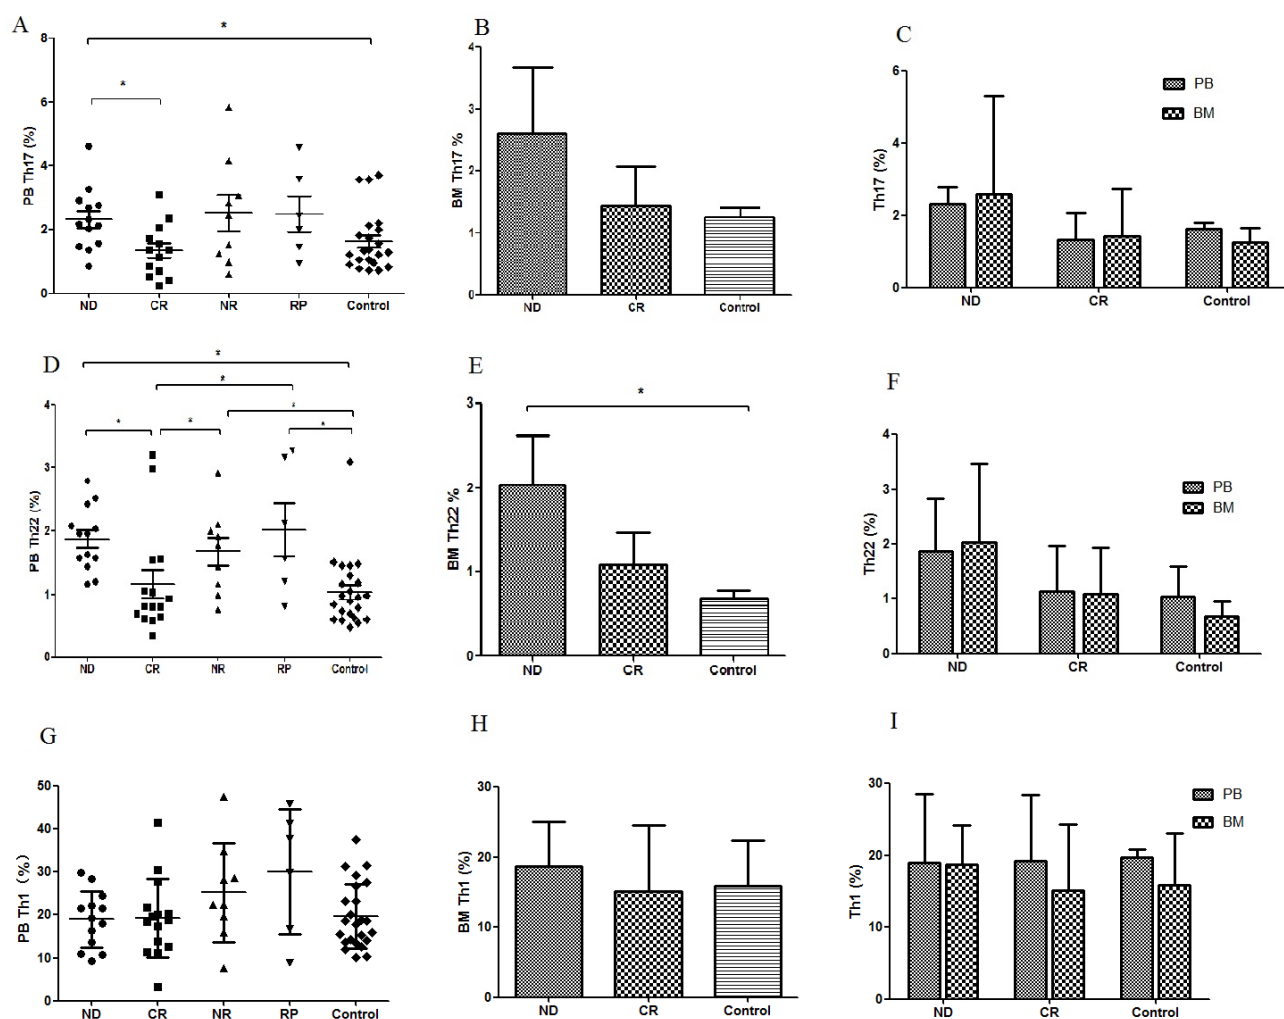 A
PB Th17 (%)
8
6
4
2
0
*
*
ND CR NR RP Control
B
BM Th17 %
4
3
2
1
0
ND CR Control
C
Th17 (%)
6
4
2
0
PB
BM
ND CR Control
D
PB Th22 (%)
4
3
2
1
0
*
*
*
* * *
ND CR NR RP Control
E
BM Th22 %
3
2
1
0
*
ND CR Control
F
Th22 (%)
4
3
2
1
0
PB
BM
ND CR Control
G
PB Th1 (%)
50
40
30
20
10
0
ND CR NR RP Control
H
BM Th1 (%)
30
20
10
0
ND CR Control
I
Th1 (%)
30
20
10
0
PB
BM
ND CR Control